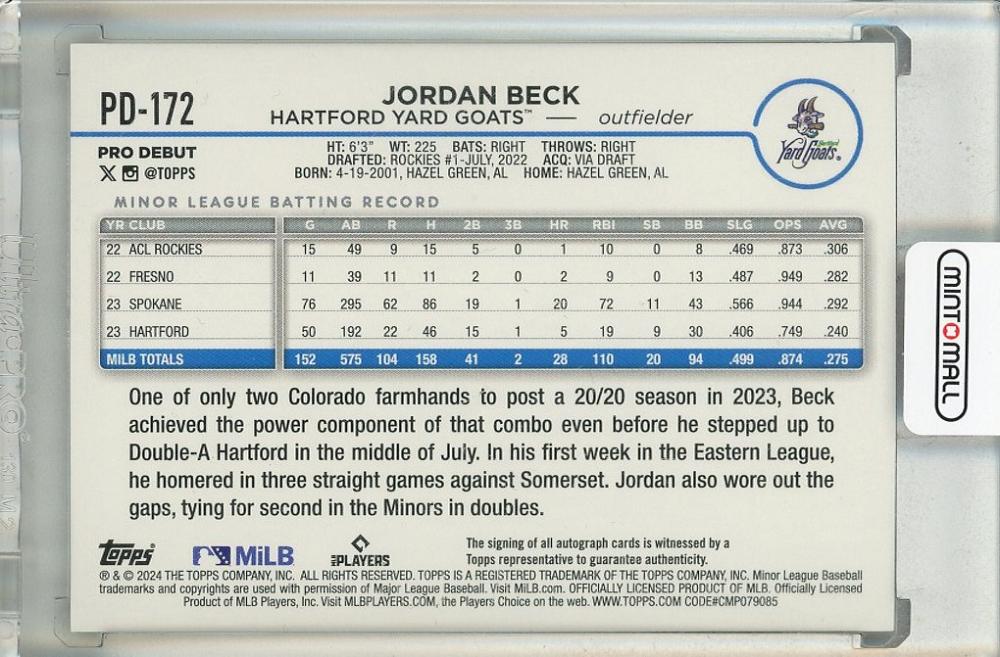 PD-172
JORDAN BECK
HARTFORD YARD GOATS™ — outfielder
Hartford
Yard Goats®
PRO DEBUT
X @TOPPS
HT: 6'3" WT: 225 BATS: RIGHT THROWS: RIGHT
DRAFTED: ROCKIES #1-JULY, 2022 ACQ: VIA DRAFT
BORN: 4-19-2001, HAZEL GREEN, AL HOME: HAZEL GREEN, AL
MINOR LEAGUE BATTING RECORD
YR CLUB G AB R H 2B 3B HR RBI SB BB SLG OPS AVG
22 ACL ROCKIES 15 49 9 15 5 0 1 10 0 8 .469 .873 .306
22 FRESNO 11 39 11 11 2 0 2 9 0 13 .487 .949 .282
23 SPOKANE 76 295 62 86 19 1 20 72 11 43 .566 .944 .292
23 HARTFORD 50 192 22 46 15 1 5 19 9 30 .406 .749 .240
MILB TOTALS 152 575 104 158 41 2 28 110 20 94 .499 .874 .275
One of only two Colorado farmhands to post a 20/20 season in 2023, Beck
achieved the power component of that combo even before he stepped up to
Double-A Hartford in the middle of July. In his first week in the Eastern League,
he homered in three straight games against Somerset. Jordan also wore out the
gaps, tying for second in the Minors in doubles.
topps MiLB PLAYERS
The signing of all autograph cards is witnessed by a
Topps representative to guarantee authenticity.
® & © 2024 THE TOPPS COMPANY, INC. ALL RIGHTS RESERVED. TOPPS IS A REGISTERED TRADEMARK OF THE TOPPS COMPANY, INC. Minor League Baseball
trademarks and copyrights are used with permission of Major League Baseball. Visit MiLB.com. OFFICIALLY LICENSED PRODUCT OF MLB. Officially Licensed
Product of MLB Players, Inc. Visit MLBPLAYERS.COM, the Players Choice on the web. WWW.TOPPS.COM CODE#CMP079085
MINTOMALL